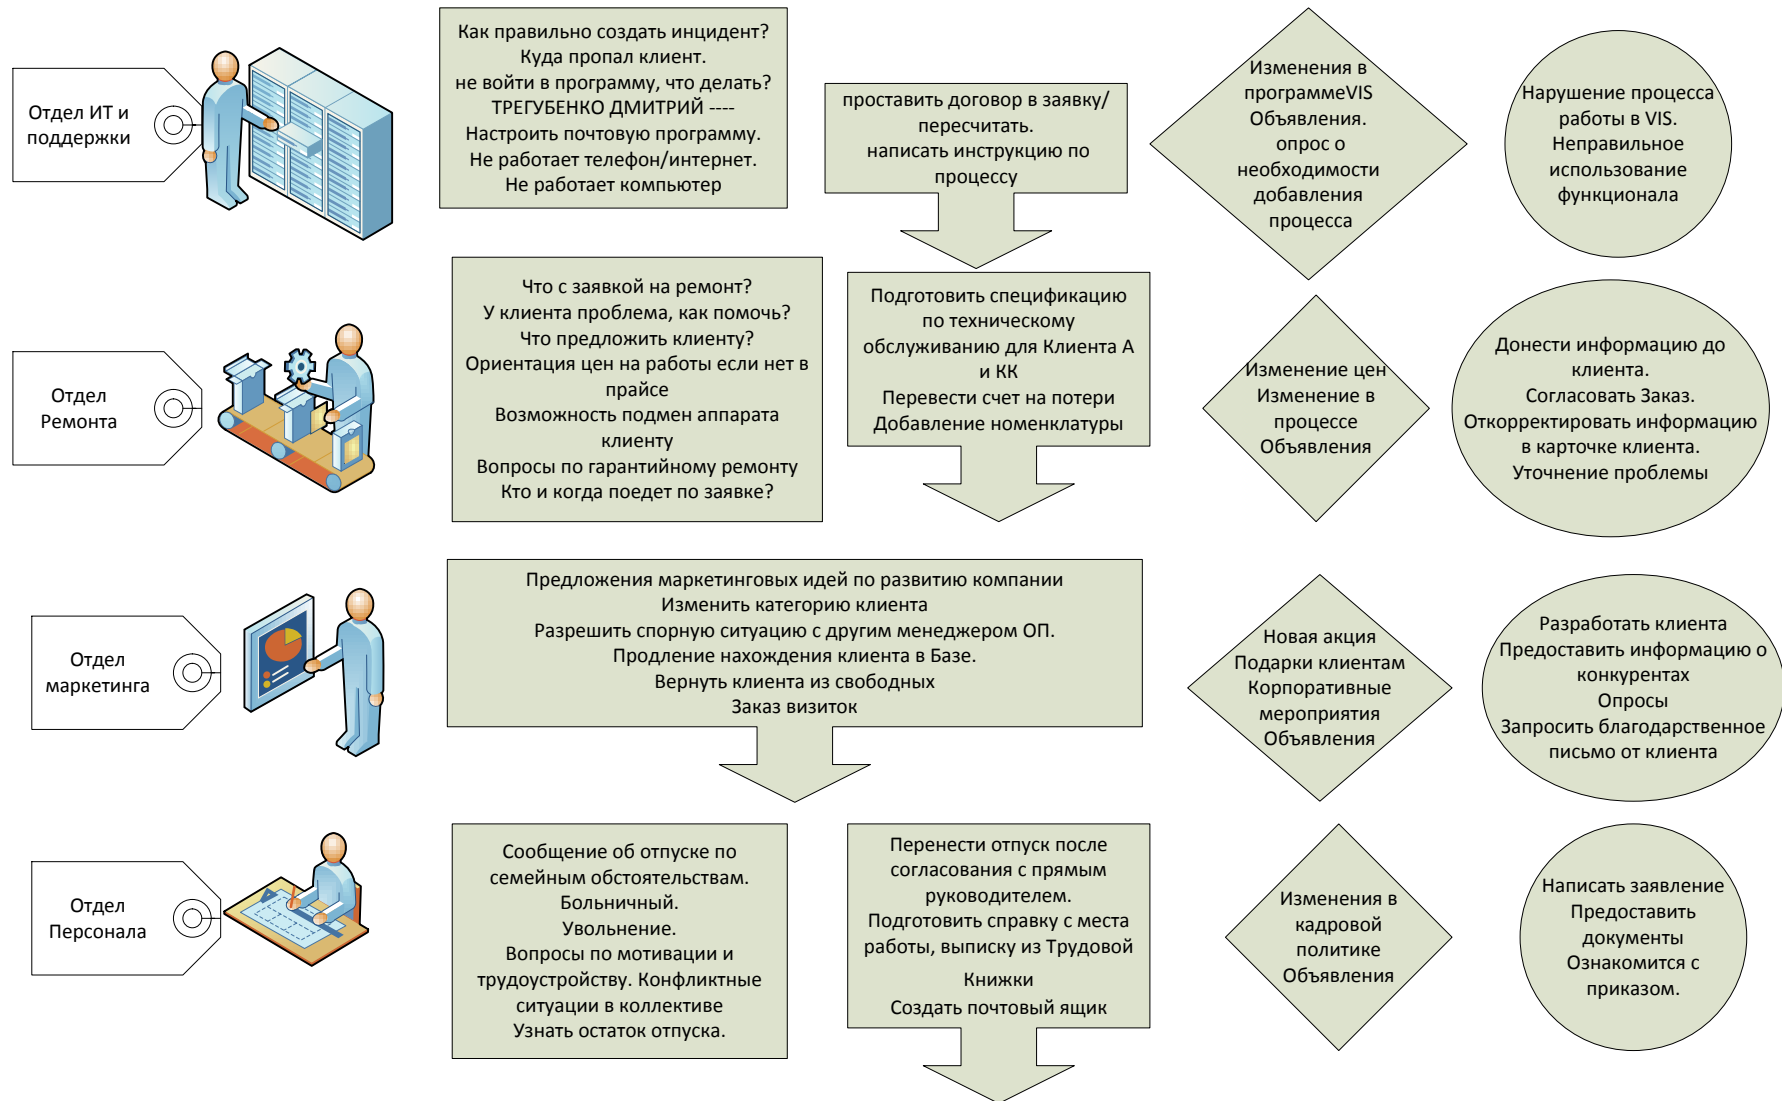 Отдел ИТ и
поддержки
Как правильно создать инцидент?
Куда пропал клиент.
не войти в программу, что делать?
ТРЕГУБЕНКО ДМИТРИЙ ----
Настроить почтовую программу.
Не работает телефон/интернет.
Не работает компьютер
проставить договор в заявку/
пересчитать.
написать инструкцию по
процессу
Изменения в
программеVIS
Объявления.
опрос о
необходимости
добавления
процесса
Нарушение процесса
работы в VIS.
Неправильное
использование
функционала
Отдел
Ремонта
Что с заявкой на ремонт?
У клиента проблема, как помочь?
Что предложить клиенту?
Ориентация цен на работы если нет в
прайсе
Возможность подмен аппарата
клиенту
Вопросы по гарантийному ремонту
Кто и когда поедет по заявке?
Подготовить спецификацию
по техническому
обслуживанию для Клиента А
и КК
Перевести счет на потери
Добавление номенклатуры
Изменение цен
Изменение в
процессе
Объявления
Донести информацию до
клиента.
Согласовать Заказ.
Откорректировать информацию
в карточке клиента.
Уточнение проблемы
Отдел
маркетинга
Предложения маркетинговых идей по развитию компании
Изменить категорию клиента
Разрешить спорную ситуацию с другим менеджером ОП.
Продление нахождения клиента в Базе.
Вернуть клиента из свободных
Заказ визиток
Новая акция
Подарки клиентам
Корпоративные
мероприятия
Объявления
Разработать клиента
Предоставить информацию о
конкурентах
Опросы
Запросить благодарственное
письмо от клиента
Отдел
Персонала
Сообщение об отпуске по
семейным обстоятельствам.
Больничный.
Увольнение.
Вопросы по мотивации и
трудоустройству. Конфликтные
ситуации в коллективе
Узнать остаток отпуска.
Перенести отпуск после
согласования с прямым
руководителем.
Подготовить справку с места
работы, выписку из Трудовой
Книжки
Создать почтовый ящик
Изменения в
кадровой
политике
Объявления
Написать заявление
Предоставить
документы
Ознакомится с
приказом.